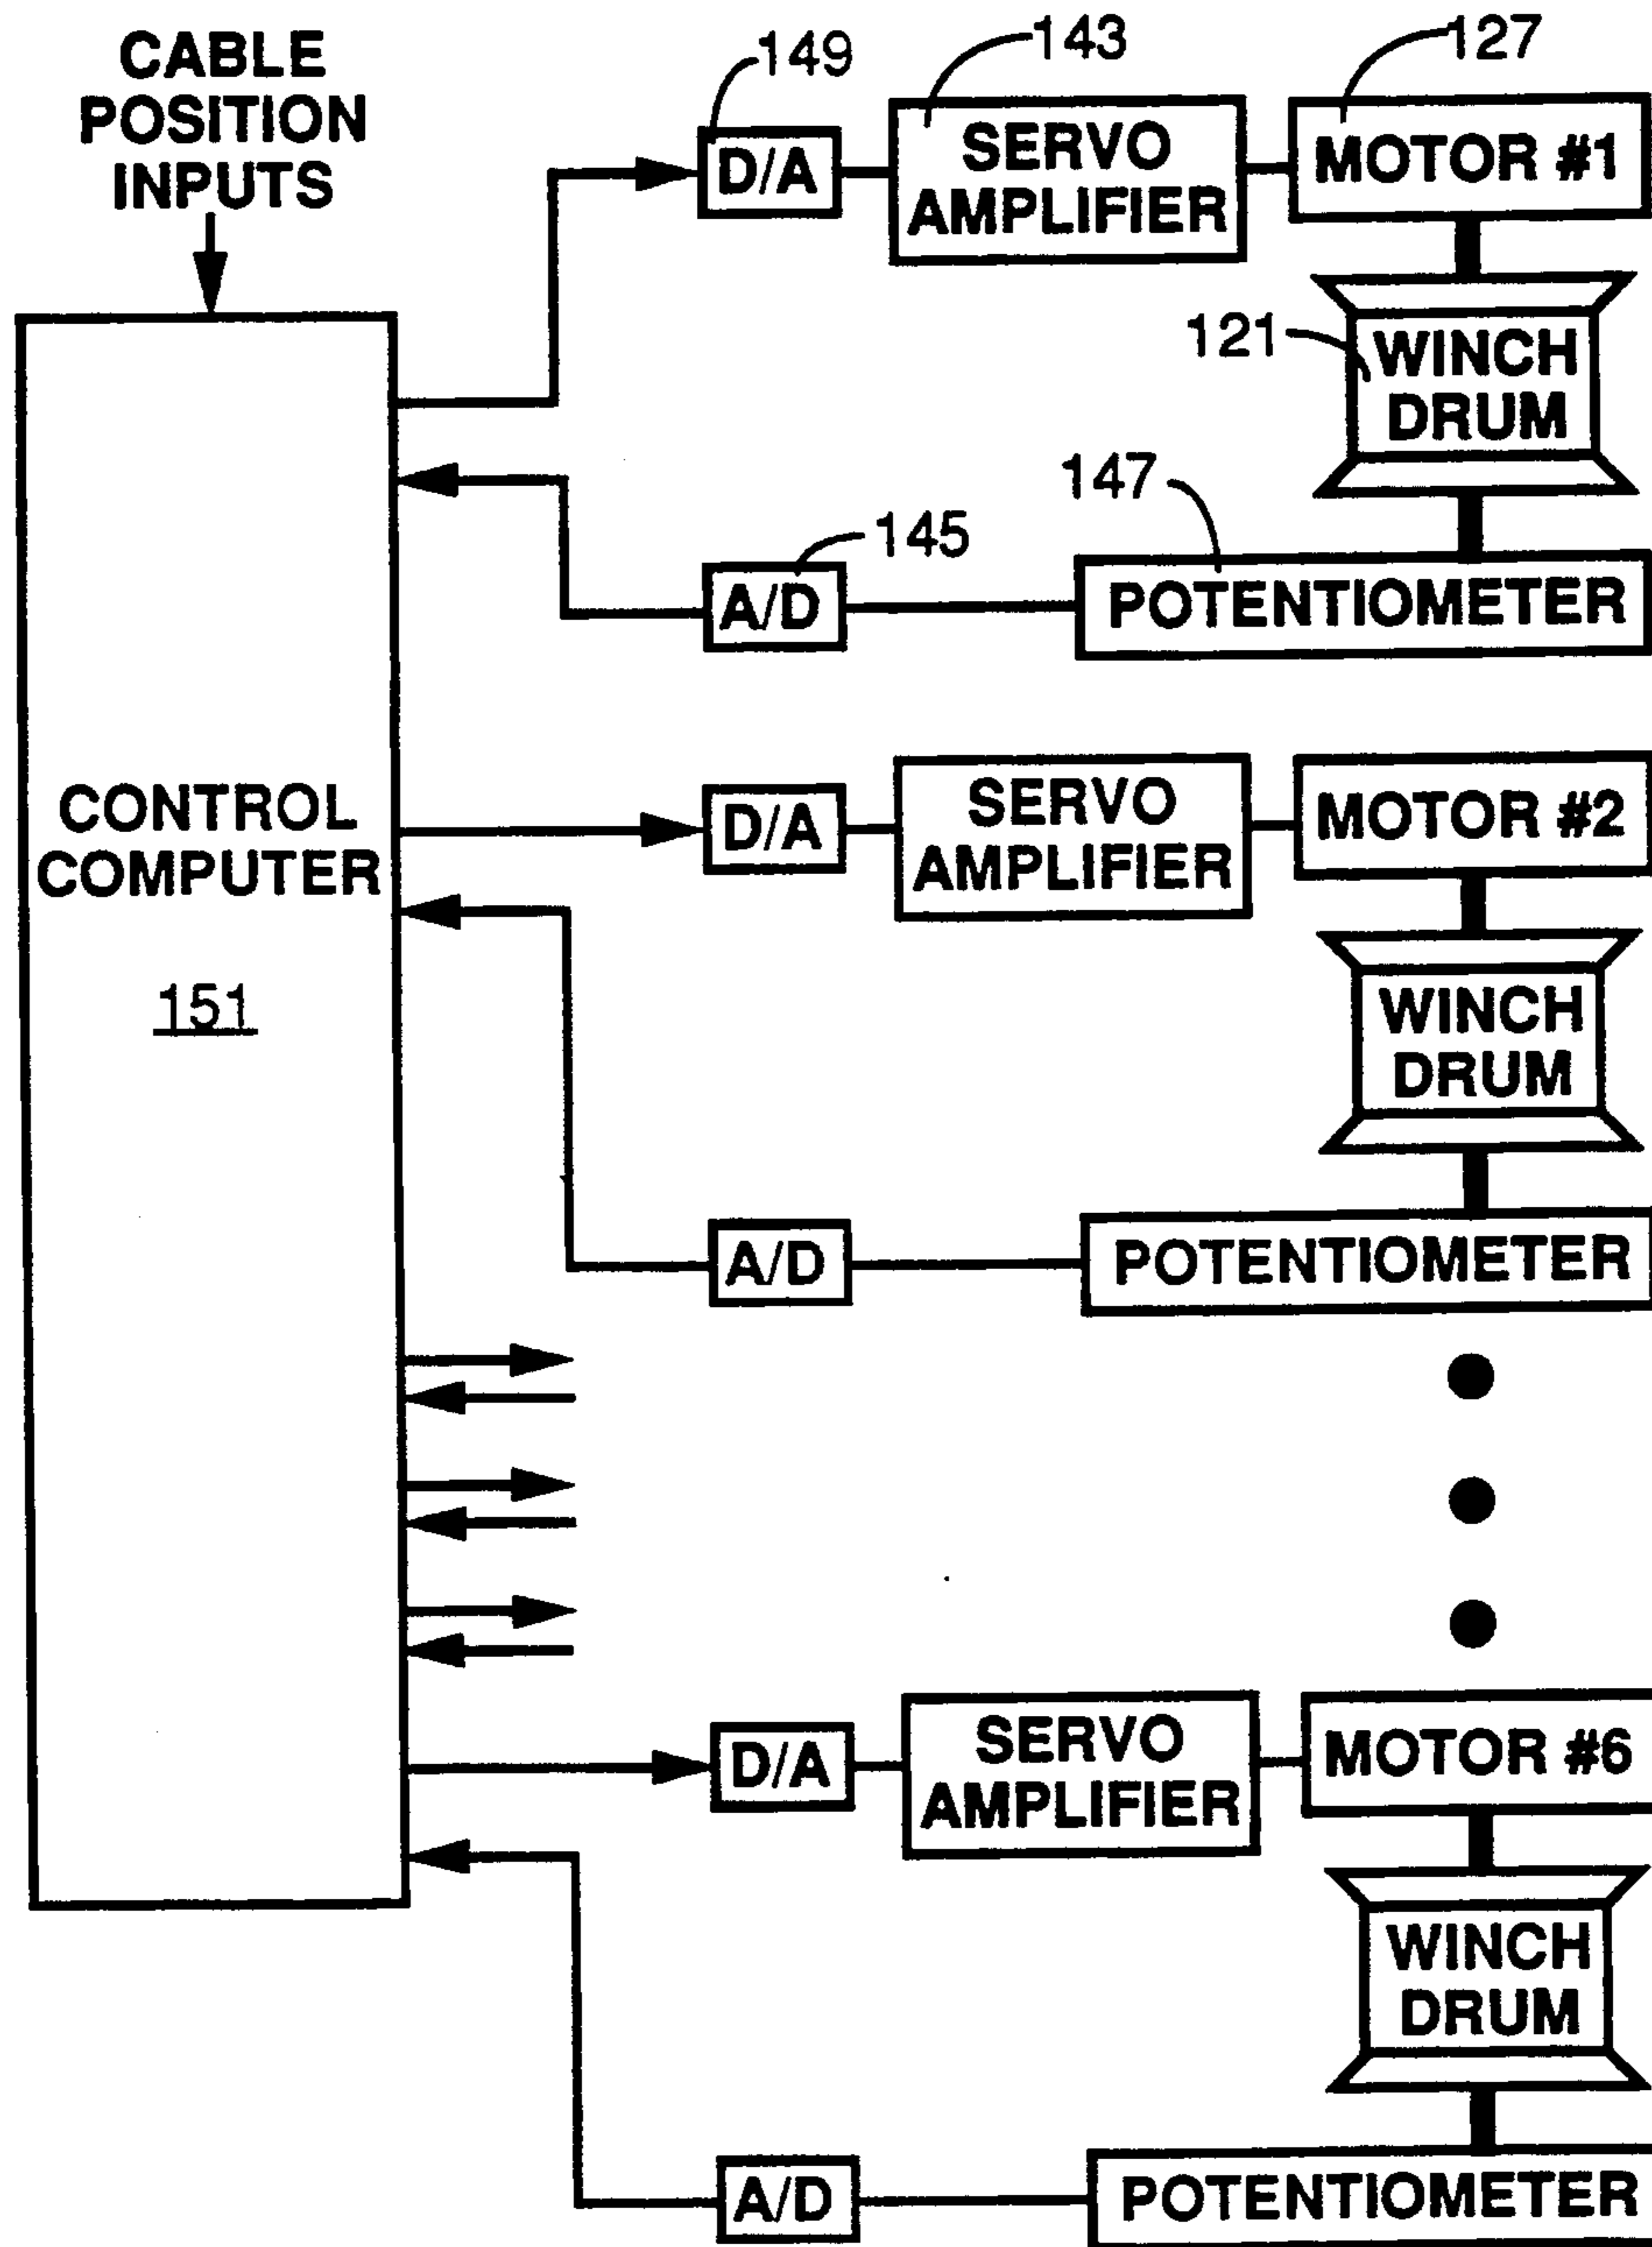 CABLE
POSITION
INPUTS
149
143
127
D/A
SERVO
AMPLIFIER
MOTOR #1
121
WINCH
DRUM
147
145
A/D
POTENTIOMETER
CONTROL
COMPUTER
151
D/A
SERVO
AMPLIFIER
MOTOR #2
WINCH
DRUM
A/D
POTENTIOMETER
D/A
SERVO
AMPLIFIER
MOTOR #6
WINCH
DRUM
A/D
POTENTIOMETER